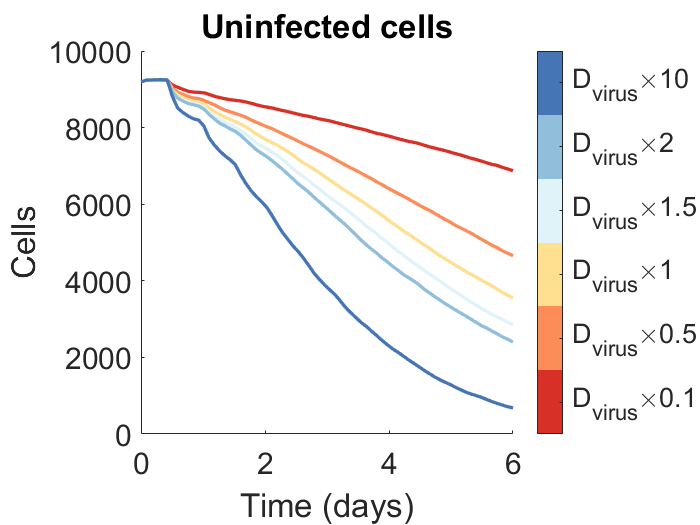 Uninfected cells
10000
8000
6000
4000
2000
0
Cells
0 2 4 6
Time (days)
Dvirus×10
Dvirus×2
Dvirus×1.5
Dvirus×1
Dvirus×0.5
Dvirus×0.1